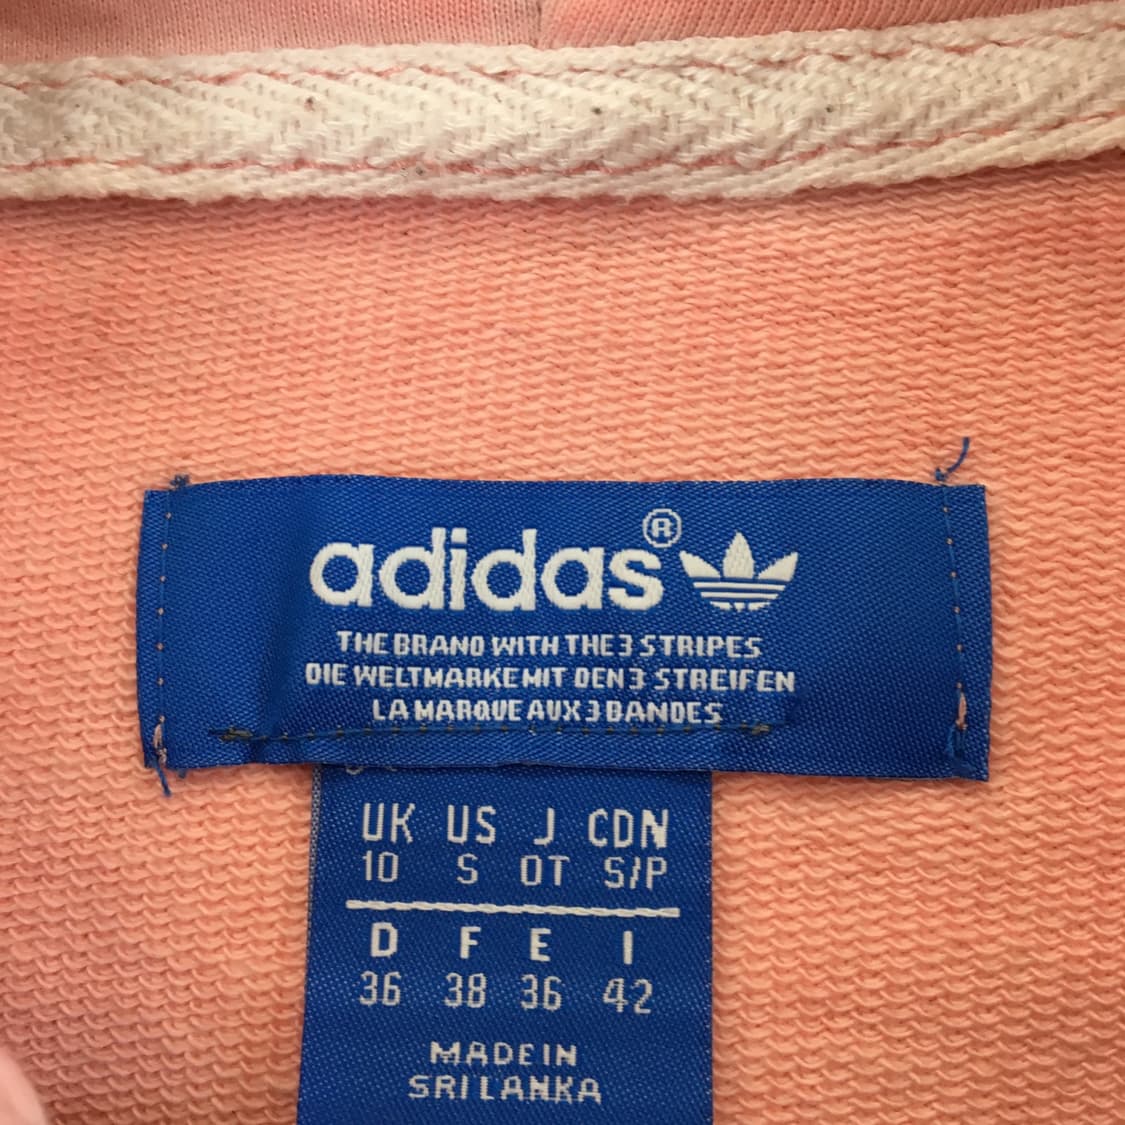 adidas®
THE BRAND WITH THE 3 STRIPES
DIE WELTMARKE MIT DEN 3 STREIFEN
LA MARQUE AUX 3 BANDES
UK US J CDN
10 S OT S/P
D F E I
36 38 36 42
MADE IN
SRI LANKA